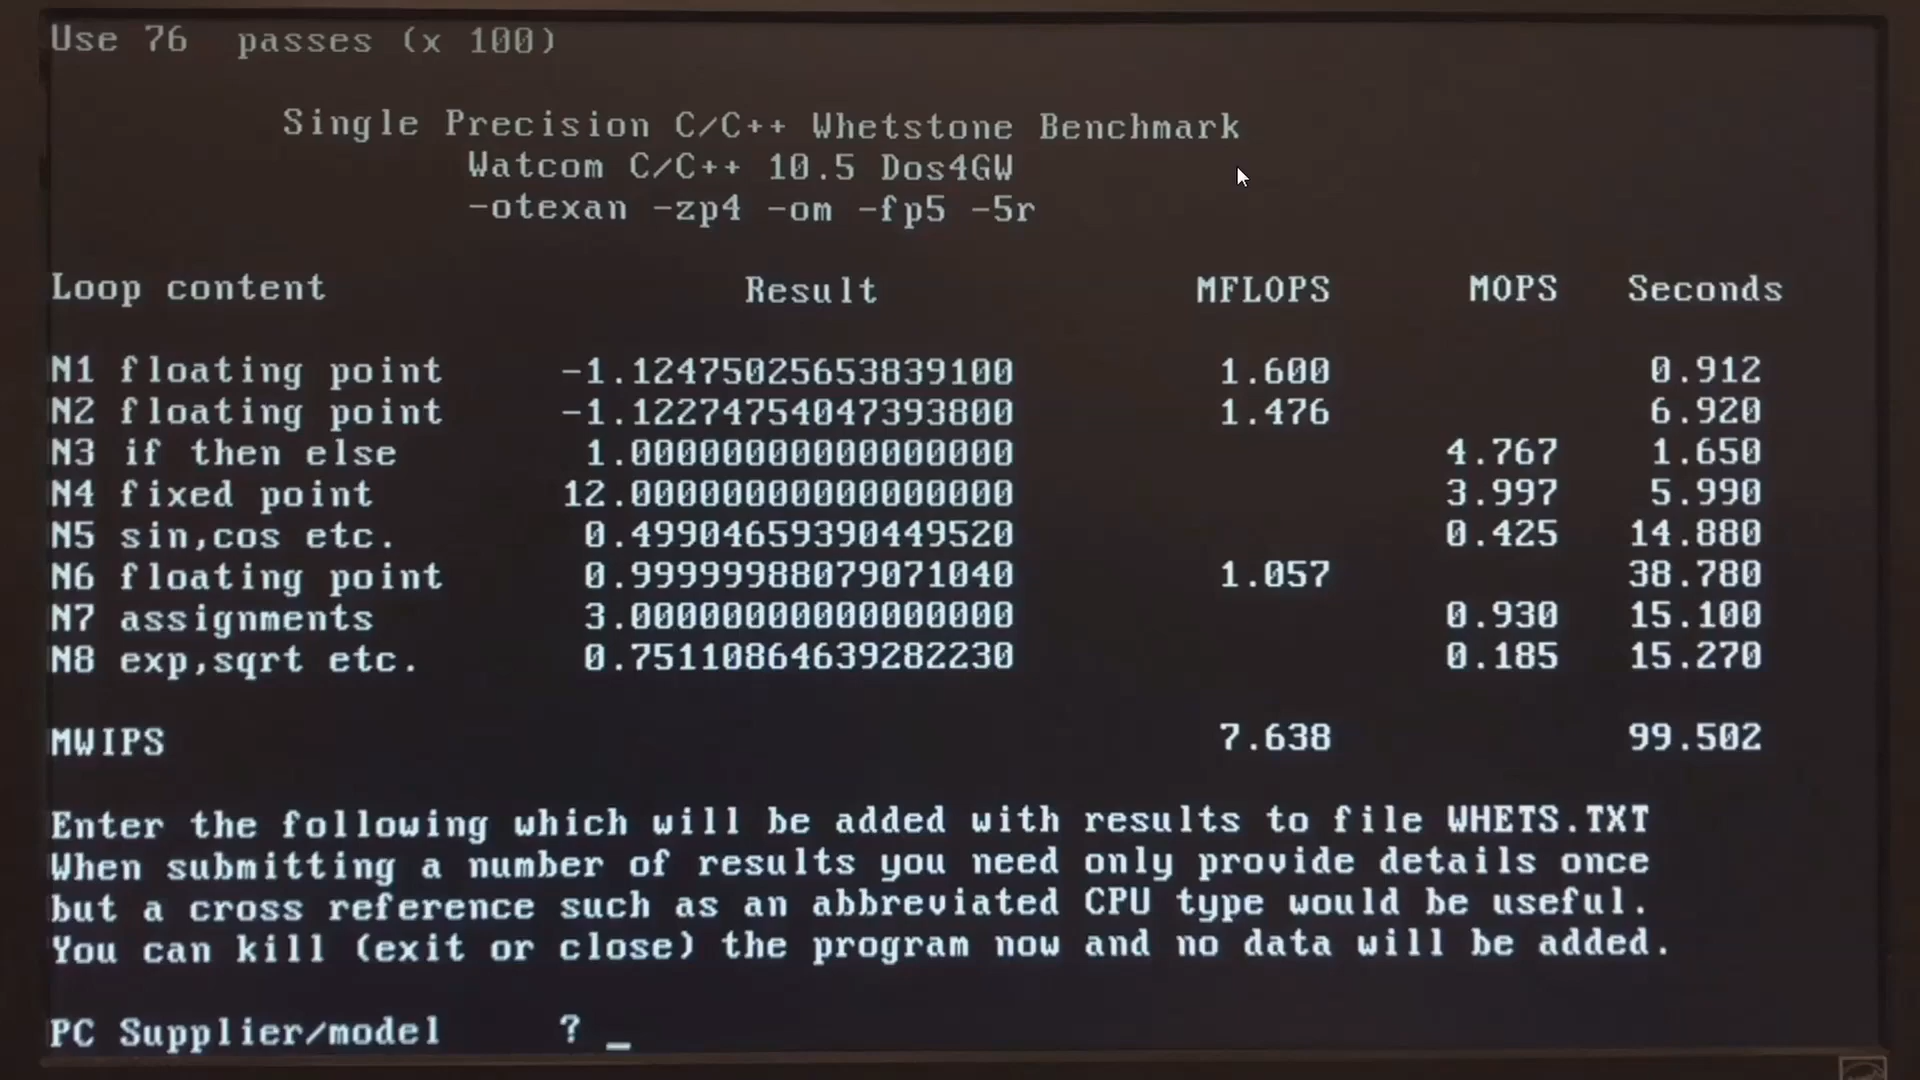 Use 76 passes (x 100)
Single Precision C/C++ Whetstone Benchmark
Watcom C/C++ 10.5 Dos4GW
-otexan -zp4 -om -fp5 -5r
Loop content Result MFLOPS MOPS Seconds
N1 floating point -1.12475025653839100 1.600 0.912
N2 floating point -1.12274754047393800 1.476 6.920
N3 if then else 1.00000000000000000 4.767 1.650
N4 fixed point 12.00000000000000000 3.997 5.990
N5 sin,cos etc. 0.49904659390449520 0.425 14.880
N6 floating point 0.99999988079071040 1.057 38.780
N7 assignments 3.00000000000000000 0.930 15.100
N8 exp,sqrt etc. 0.75110864639282230 0.185 15.270
MWIPS 7.638 99.502
Enter the following which will be added with results to file WHETS.TXT
When submitting a number of results you need only provide details once
but a cross reference such as an abbreviated CPU type would be useful.
You can kill (exit or close) the program now and no data will be added.
PC Supplier/model ? _